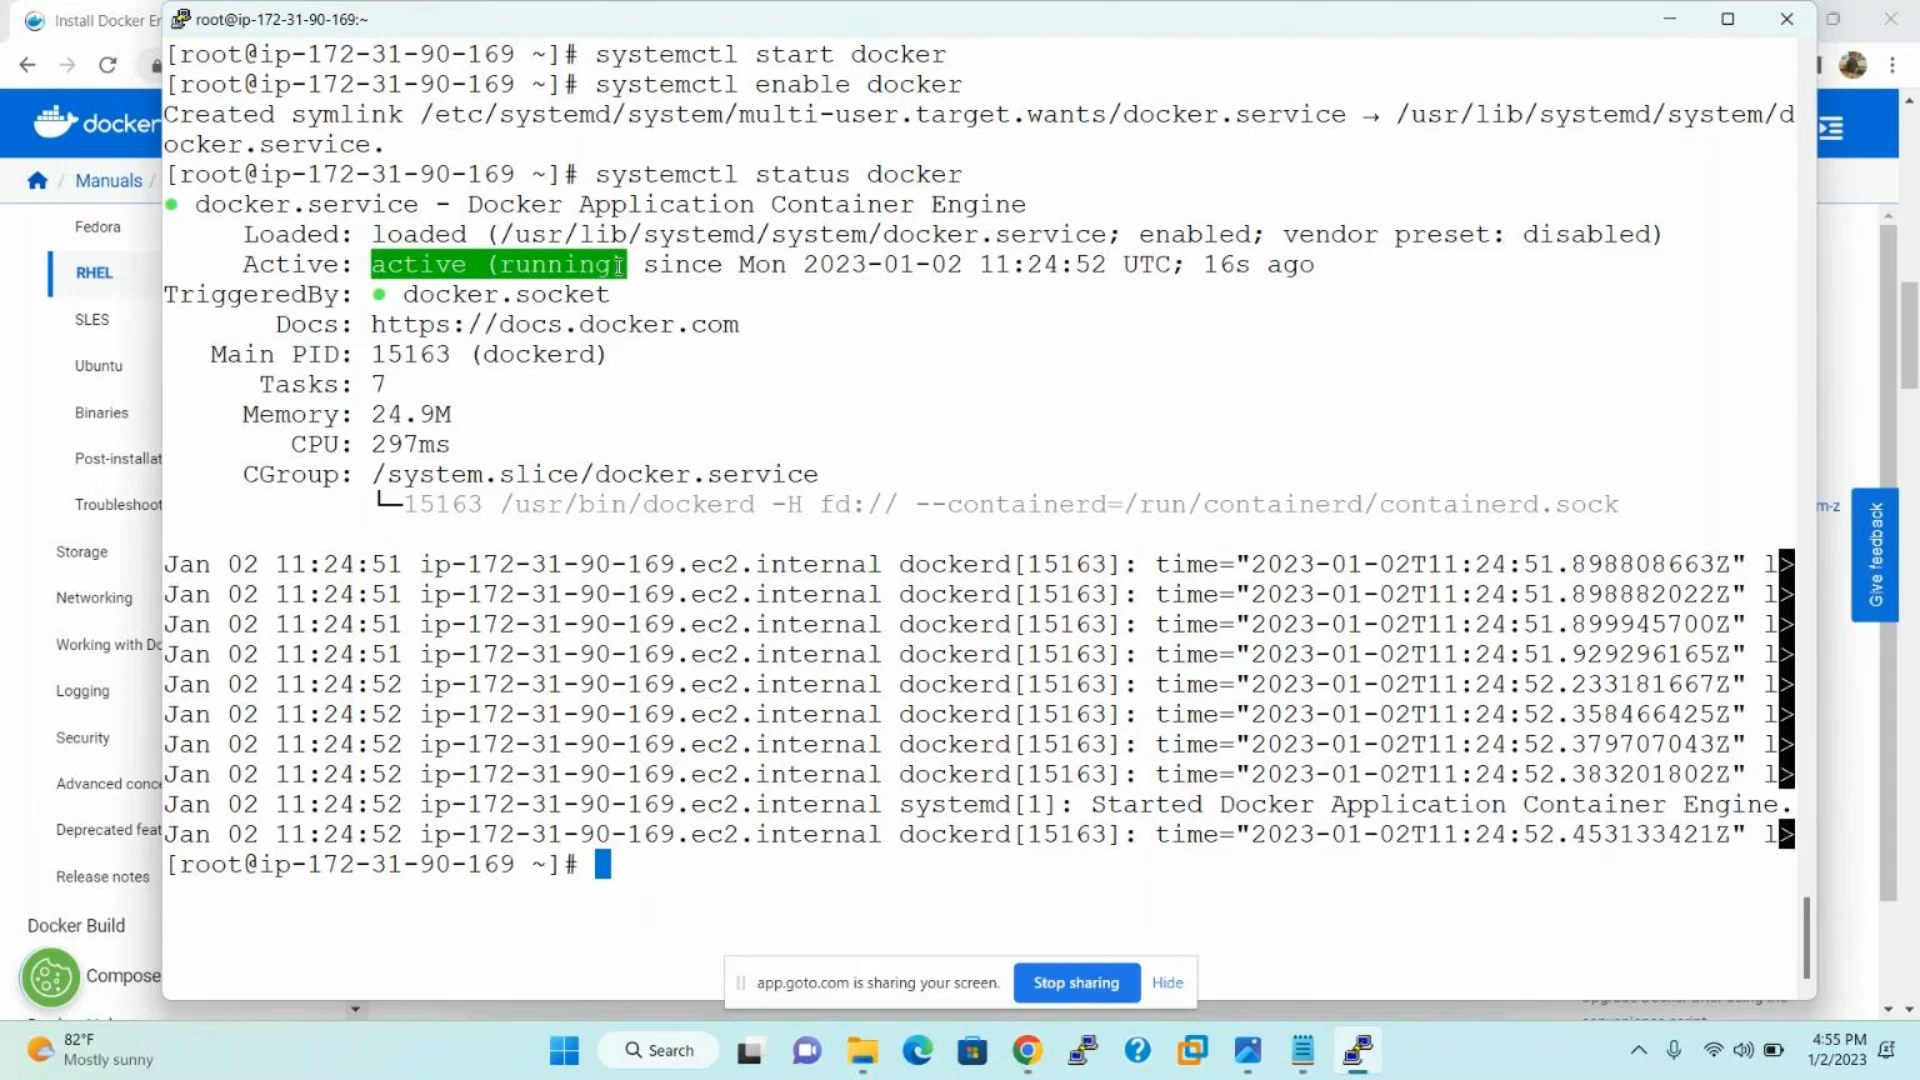 Install Docker En
root@ip-172-31-90-169:~
docker
Manuals /
Fedora
RHEL
SLES
Ubuntu
Binaries
Post-installat
Troubleshoot
Storage
Networking
Working with Do
Logging
Security
Advanced conce
Deprecated feat
Release notes
Docker Build
Compose
[root@ip-172-31-90-169 ~]# systemctl start docker
[root@ip-172-31-90-169 ~]# systemctl enable docker
Created symlink /etc/systemd/system/multi-user.target.wants/docker.service → /usr/lib/systemd/system/d
ocker.service.
[root@ip-172-31-90-169 ~]# systemctl status docker
● docker.service - Docker Application Container Engine
Loaded: loaded (/usr/lib/systemd/system/docker.service; enabled; vendor preset: disabled)
Active: active (running) since Mon 2023-01-02 11:24:52 UTC; 16s ago
TriggeredBy: ● docker.socket
Docs: https://docs.docker.com
Main PID: 15163 (dockerd)
Tasks: 7
Memory: 24.9M
CPU: 297ms
CGroup: /system.slice/docker.service
└─15163 /usr/bin/dockerd -H fd:// --containerd=/run/containerd/containerd.sock
Jan 02 11:24:51 ip-172-31-90-169.ec2.internal dockerd[15163]: time="2023-01-02T11:24:51.898808663Z" l>
Jan 02 11:24:51 ip-172-31-90-169.ec2.internal dockerd[15163]: time="2023-01-02T11:24:51.898882022Z" l>
Jan 02 11:24:51 ip-172-31-90-169.ec2.internal dockerd[15163]: time="2023-01-02T11:24:51.899945700Z" l>
Jan 02 11:24:51 ip-172-31-90-169.ec2.internal dockerd[15163]: time="2023-01-02T11:24:51.929296165Z" l>
Jan 02 11:24:52 ip-172-31-90-169.ec2.internal dockerd[15163]: time="2023-01-02T11:24:52.233181667Z" l>
Jan 02 11:24:52 ip-172-31-90-169.ec2.internal dockerd[15163]: time="2023-01-02T11:24:52.358466425Z" l>
Jan 02 11:24:52 ip-172-31-90-169.ec2.internal dockerd[15163]: time="2023-01-02T11:24:52.379707043Z" l>
Jan 02 11:24:52 ip-172-31-90-169.ec2.internal dockerd[15163]: time="2023-01-02T11:24:52.383201802Z" l>
Jan 02 11:24:52 ip-172-31-90-169.ec2.internal systemd[1]: Started Docker Application Container Engine.
Jan 02 11:24:52 ip-172-31-90-169.ec2.internal dockerd[15163]: time="2023-01-02T11:24:52.453133421Z" l>
[root@ip-172-31-90-169 ~]#
m-z
Give feedback
app.goto.com is sharing your screen.
Stop sharing
Hide
82°F
Mostly sunny
Search
4:55 PM
1/2/2023